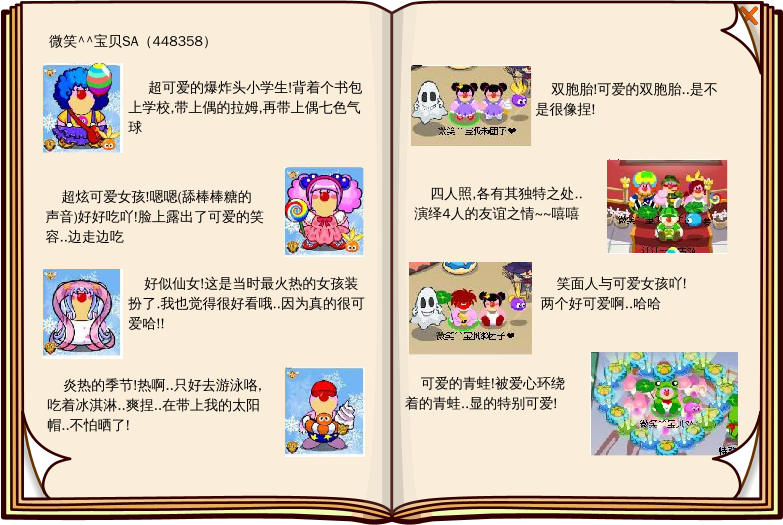 微笑^^宝贝SA（448358）
超可爱的爆炸头小学生!背着个书包
上学校,带上偶的拉姆,再带上偶七色气
球
超炫可爱女孩!嗯嗯(舔棒棒糖的
声音)好好吃吖!脸上露出了可爱的笑
容..边走边吃
好似仙女!这是当时最火热的女孩装
扮了.我也觉得很好看哦..因为真的很可
爱哈!!
炎热的季节!热啊..只好去游泳咯,
吃着冰淇淋..爽捏..在带上我的太阳
帽..不怕晒了!
双胞胎!可爱的双胞胎..是不
是很像捏!
四人照,各有其独特之处..
演绎4人的友谊之情~~嘻嘻
笑面人与可爱女孩吖!
两个好可爱啊..哈哈
可爱的青蛙!被爱心环绕
着的青蛙..显的特别可爱!